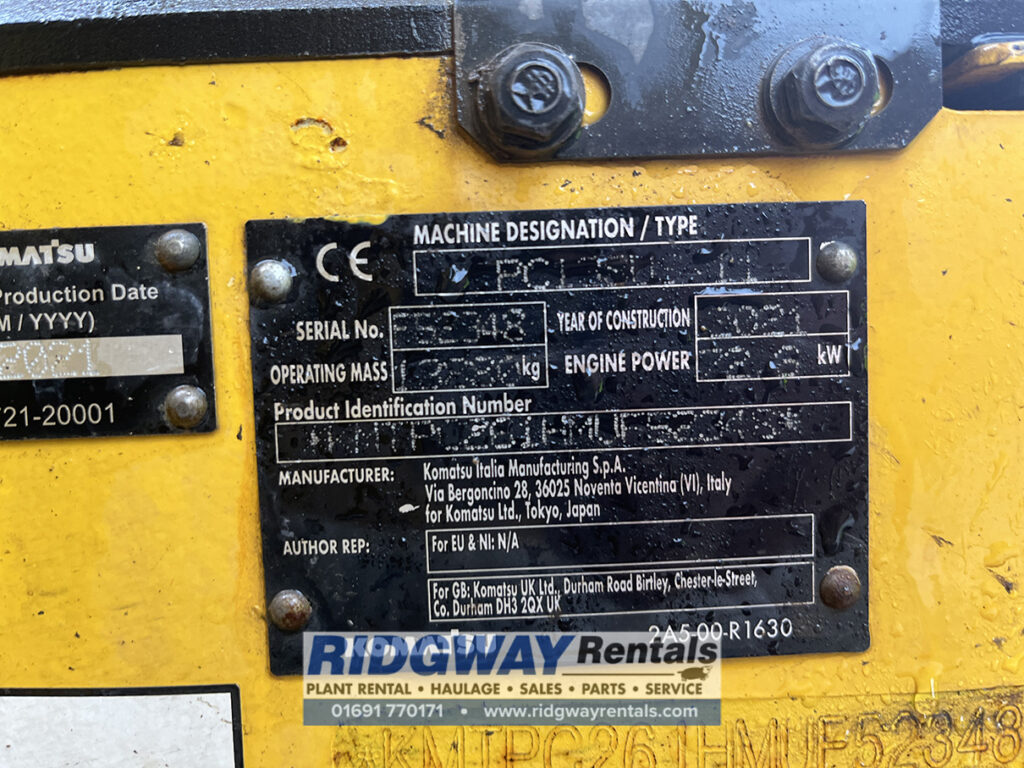 MATSU
Production Date
M / YYYY)
2021
721-20001
CE
MACHINE DESIGNATION / TYPE
SERIAL No.
F52348
YEAR OF CONSTRUCTION
2021
OPERATING MASS
kg
ENGINE POWER
72.6
kW
Product Identification Number
MANUFACTURER:
Komatsu Italia Manufacturing S.p.A.
Via Bergoncino 28, 36025 Noventa Vicentina (VI), Italy
for Komatsu Ltd., Tokyo, Japan
AUTHOR REP:
For EU & NI: N/A
For GB: Komatsu UK Ltd., Durham Road Birtley, Chester-le-Street,
Co. Durham DH3 2QX UK
KOMATSU
2A5-00-R1630
RIDGWAY Rentals
PLANT RENTAL • HAULAGE • SALES • PARTS • SERVICE
01691 770171 • www.ridgwayrentals.com
*KMTPC261HMUF52348